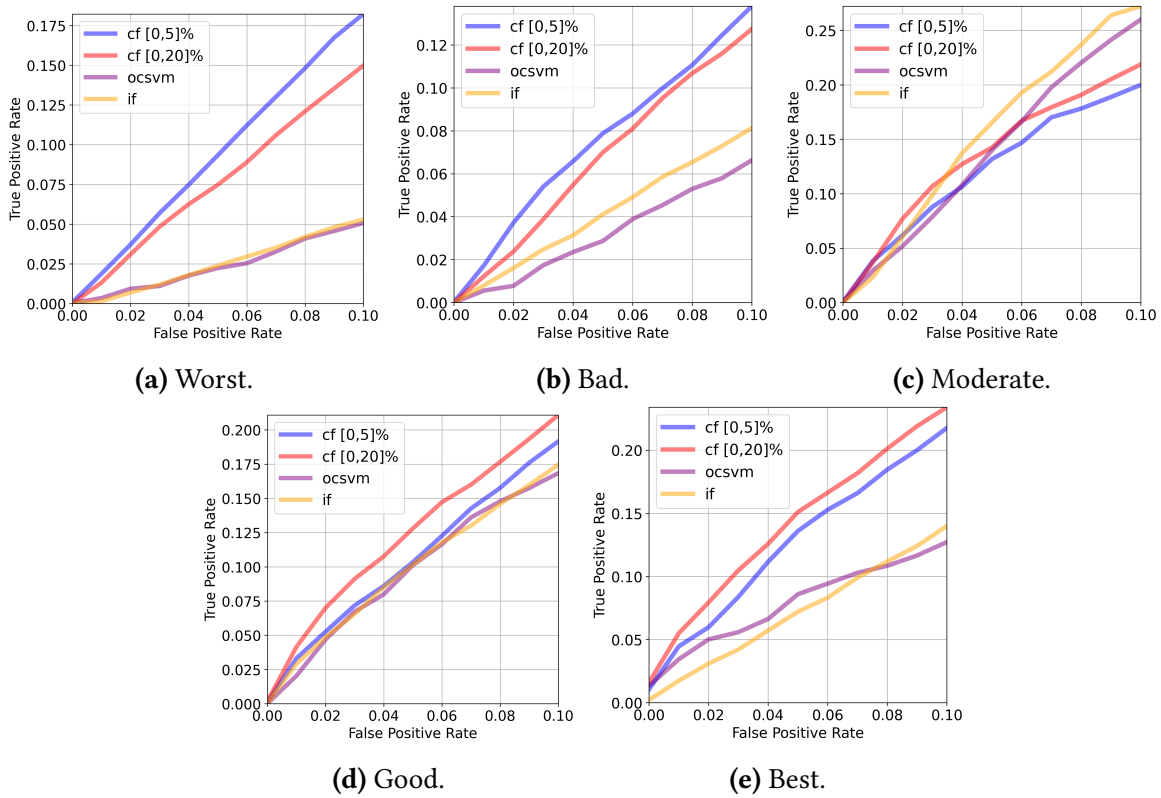 0.175
0.150
0.125
0.100
0.075
0.050
0.025
0.000
True Positive Rate
cf [0,5]%
cf [0,20]%
ocsvm
if
0.00 0.02 0.04 0.06 0.08 0.10
False Positive Rate
(a) Worst.
0.12
0.10
0.08
0.06
0.04
0.02
0.00
True Positive Rate
cf [0,5]%
cf [0,20]%
ocsvm
if
0.00 0.02 0.04 0.06 0.08 0.10
False Positive Rate
(b) Bad.
0.25
0.20
0.15
0.10
0.05
0.00
True Positive Rate
cf [0,5]%
cf [0,20]%
ocsvm
if
0.00 0.02 0.04 0.06 0.08 0.10
False Positive Rate
(c) Moderate.
0.200
0.175
0.150
0.125
0.100
0.075
0.050
0.025
0.000
True Positive Rate
cf [0,5]%
cf [0,20]%
ocsvm
if
0.00 0.02 0.04 0.06 0.08 0.10
False Positive Rate
(d) Good.
0.20
0.15
0.10
0.05
0.00
True Positive Rate
cf [0,5]%
cf [0,20]%
ocsvm
if
0.00 0.02 0.04 0.06 0.08 0.10
False Positive Rate
(e) Best.